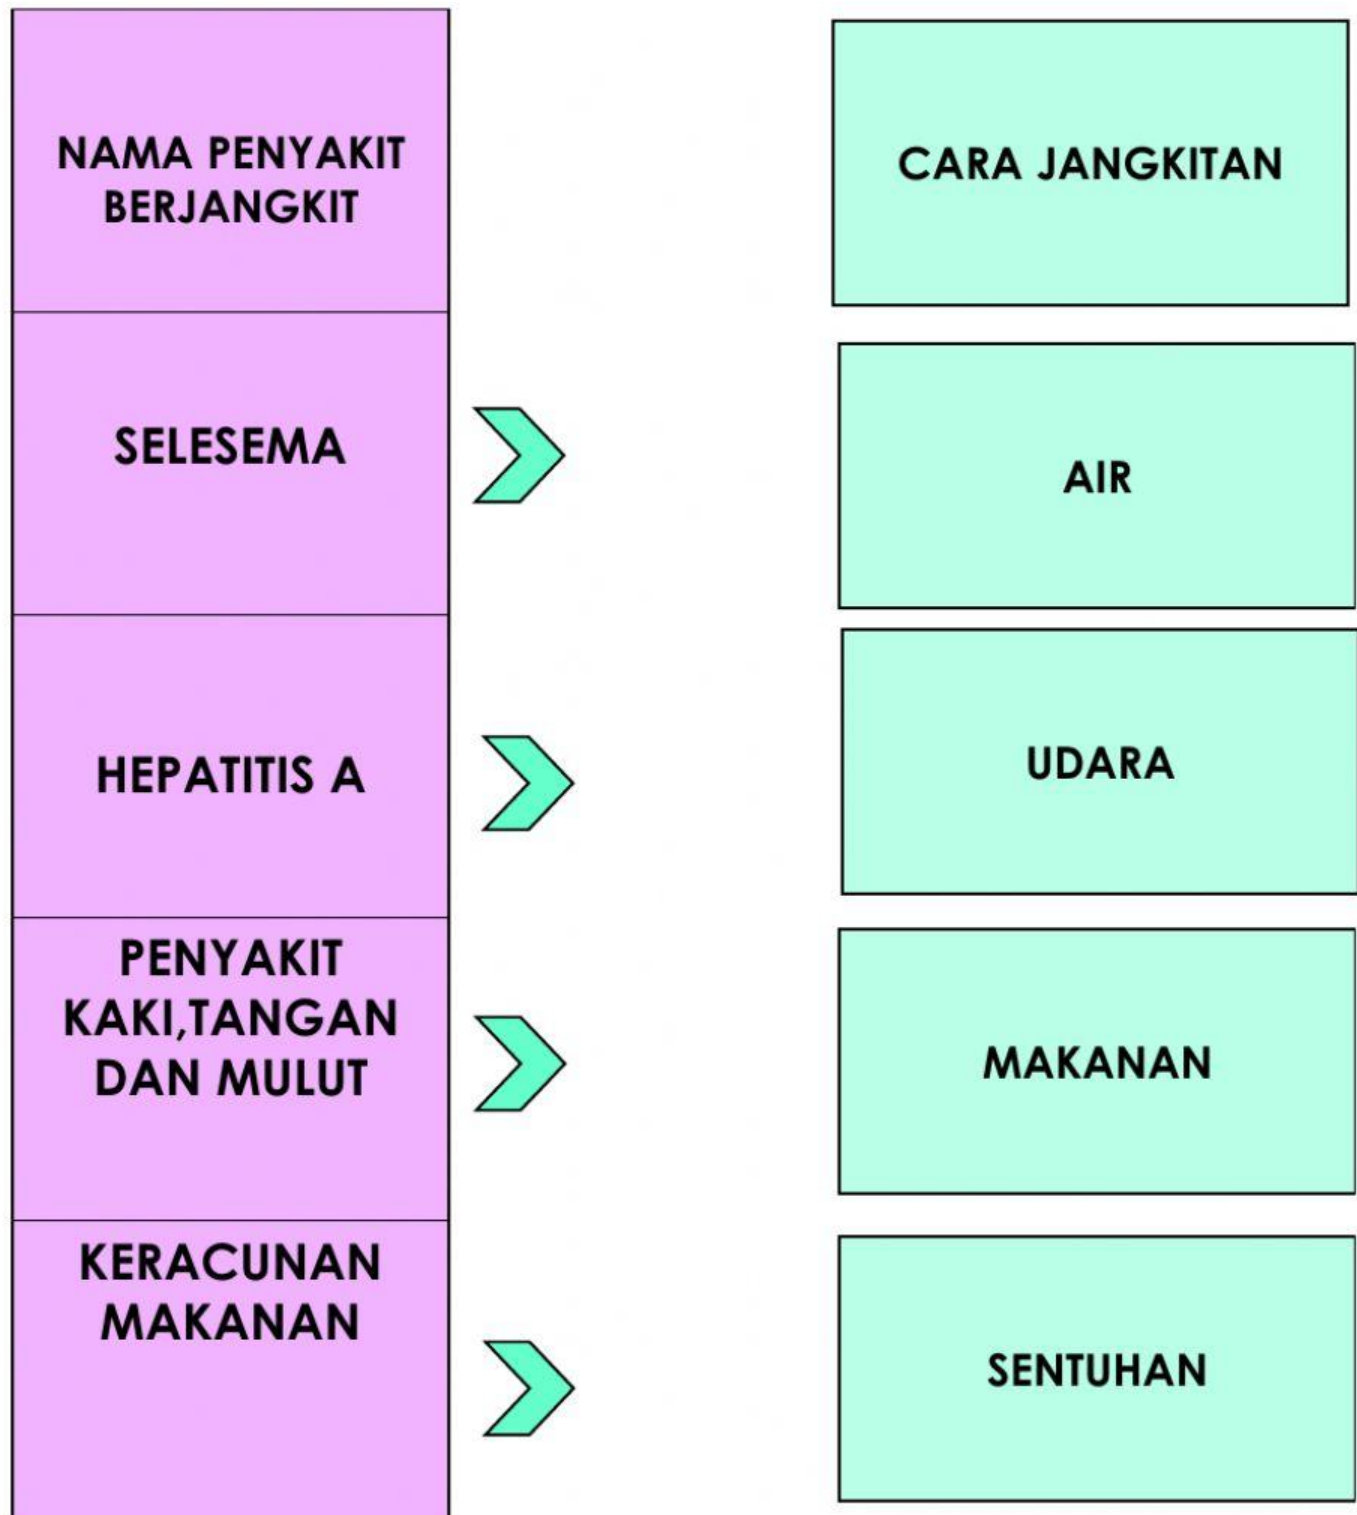 NAMA PENYAKIT
BERJANGKIT
CARA JANGKITAN
SELESEMA
AIR
HEPATITIS A
UDARA
PENYAKIT
KAKI,TANGAN
DAN MULUT
MAKANAN
KERACUNAN
MAKANAN
SENTUHAN